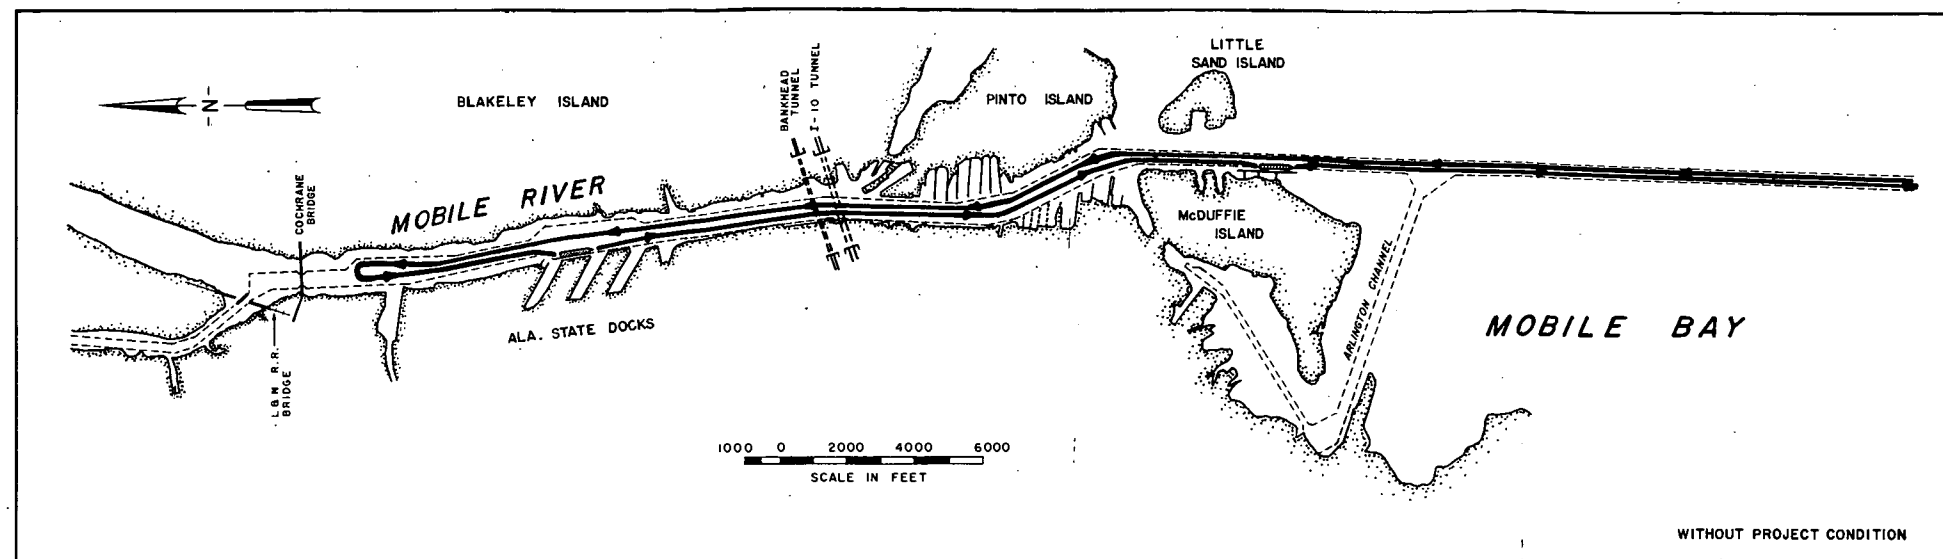 LITTLE
SAND ISLAND
-N-
BLAKELEY ISLAND
BANKHEAD
TUNNEL
I-10 TUNNEL
PINTO ISLAND
COCHRANE
BRIDGE
MOBILE RIVER
McDUFFIE
ISLAND
ARLINGTON CHANNEL
MOBILE BAY
ALA. STATE DOCKS
L&N R.R.
BRIDGE
1000 0 2000 4000 6000
SCALE IN FEET
WITHOUT PROJECT CONDITION